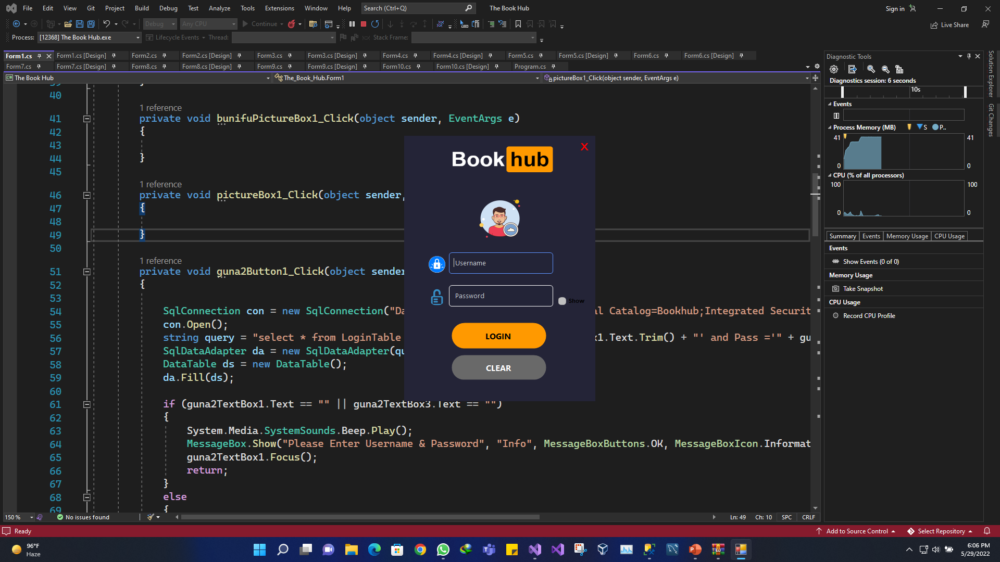 File Edit View Git Project Build Debug Test Analyze Tools Extensions Window Help Search (Ctrl+Q) The Book Hub Sign in
Debug Any CPU Continue Live Share
Process: [12368] The Book Hub.exe Lifecycle Events Thread: Stack Frame:
Form1.cs Form1.cs [Design] Form2.cs Form2.cs [Design] Form3.cs Form3.cs [Design] Form4.cs Form4.cs [Design] Form5.cs Form5.cs [Design] Form6.cs Form6.cs [Design]
Form7.cs Form7.cs [Design] Form8.cs Form8.cs [Design] Form9.cs Form9.cs [Design] Form10.cs Form10.cs [Design] Program.cs
C# The Book Hub The_Book_Hub.Form1 pictureBox1_Click(object sender, EventArgs e)
39 }
40
1 reference
41 private void bunifuPictureBox1_Click(object sender, EventArgs e)
42 {
43
44 }
45
1 reference
46 private void pictureBox1_Click(object sender,
47 {
48
49 }
50
1 reference
51 private void guna2Button1_Click(object sender
52 {
53
54 SqlConnection con = new SqlConnection("Da al Catalog=Bookhub;Integrated Securit
55 con.Open();
56 string query = "select * from LoginTable x1.Text.Trim() + "' and Pass ='" + gu
57 SqlDataAdapter da = new SqlDataAdapter(qu
58 DataTable ds = new DataTable();
59 da.Fill(ds);
60
61 if (guna2TextBox1.Text == "" || guna2TextBox3.Text == "")
62 {
63 System.Media.SystemSounds.Beep.Play();
64 MessageBox.Show("Please Enter Username & Password", "Info", MessageBoxButtons.OK, MessageBoxIcon.Informat
65 guna2TextBox1.Focus();
66 return;
67 }
68 else
69 {
X
Book hub
Username
Password
Show
LOGIN
CLEAR
Diagnostic Tools
Diagnostics session: 6 seconds
10s
Events
Process Memory (MB) S P..
41 41
0 0
CPU (% of all processors)
100 100
0 0
Summary Events Memory Usage CPU Usage
Events
Show Events (0 of 0)
Memory Usage
Take Snapshot
CPU Usage
Record CPU Profile
Solution Explorer
Git Changes
150 % No issues found Ln: 49 Ch: 10 SPC CRLF
Ready Add to Source Control Select Repository
96°F
Haze
6:06 PM
5/29/2022